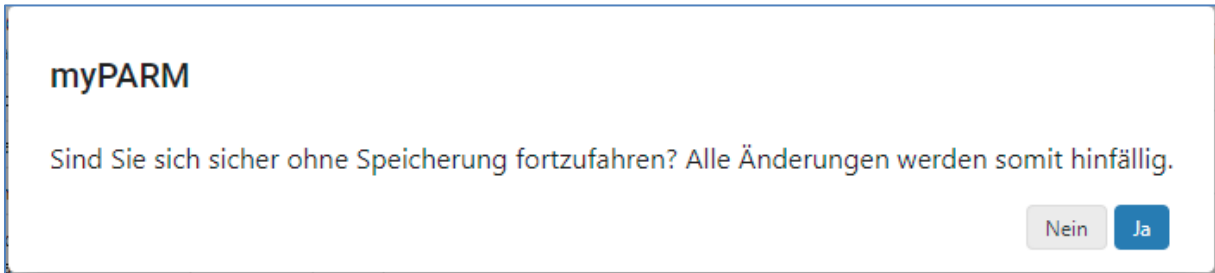 myPARM
Sind Sie sich sicher ohne Speicherung fortzufahren? Alle Änderungen werden somit hinfällig.
Nein Ja